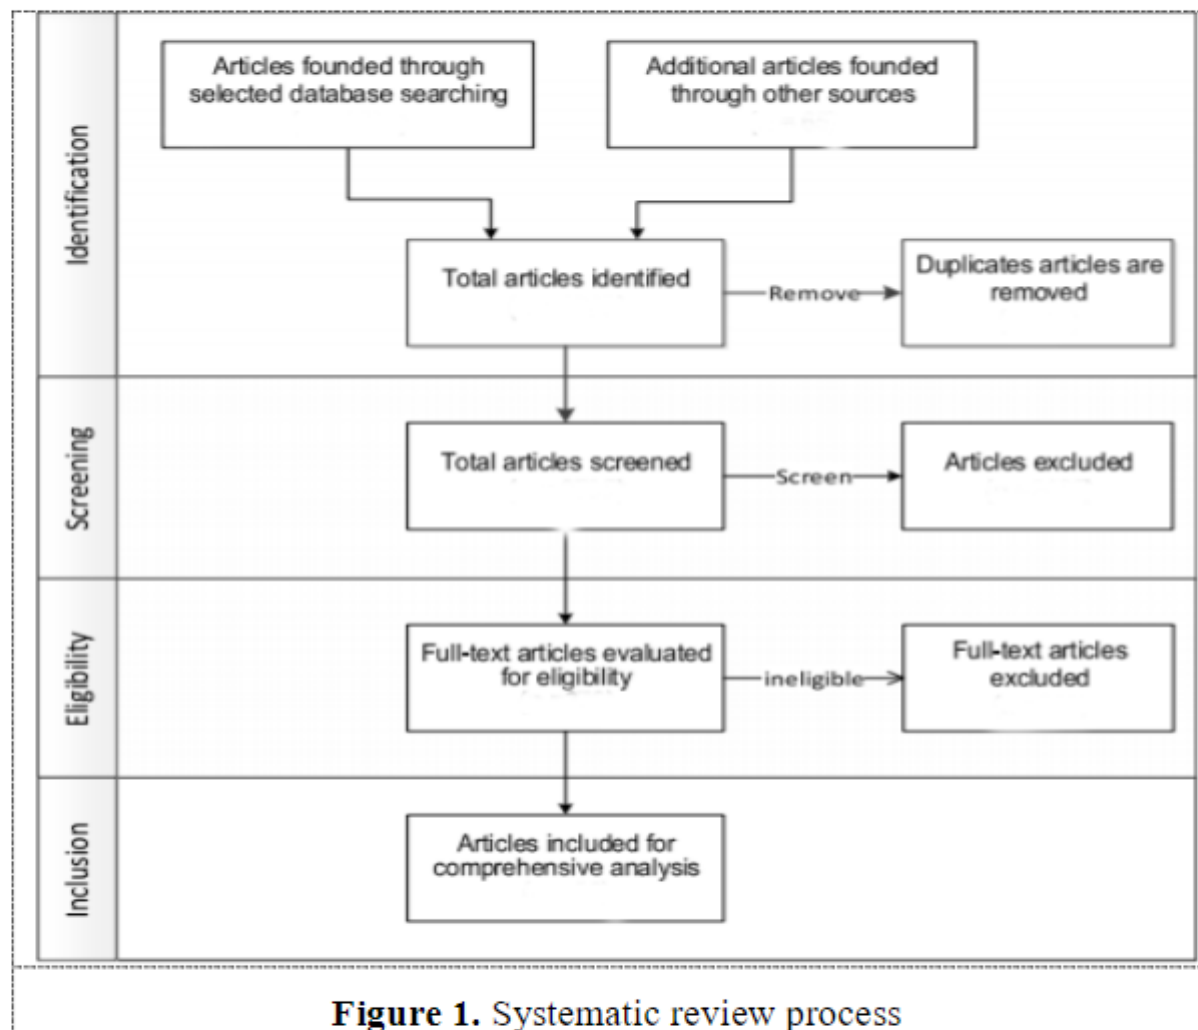 Identification
Articles founded through
selected database searching
Additional articles founded
through other sources
Total articles identified
Remove
Duplicates articles are
removed
Screening
Total articles screened
Screen
Articles excluded
Eligibility
Full-text articles evaluated
for eligibility
ineligible
Full-text articles
excluded
Inclusion
Articles included for
comprehensive analysis
Figure 1. Systematic review process